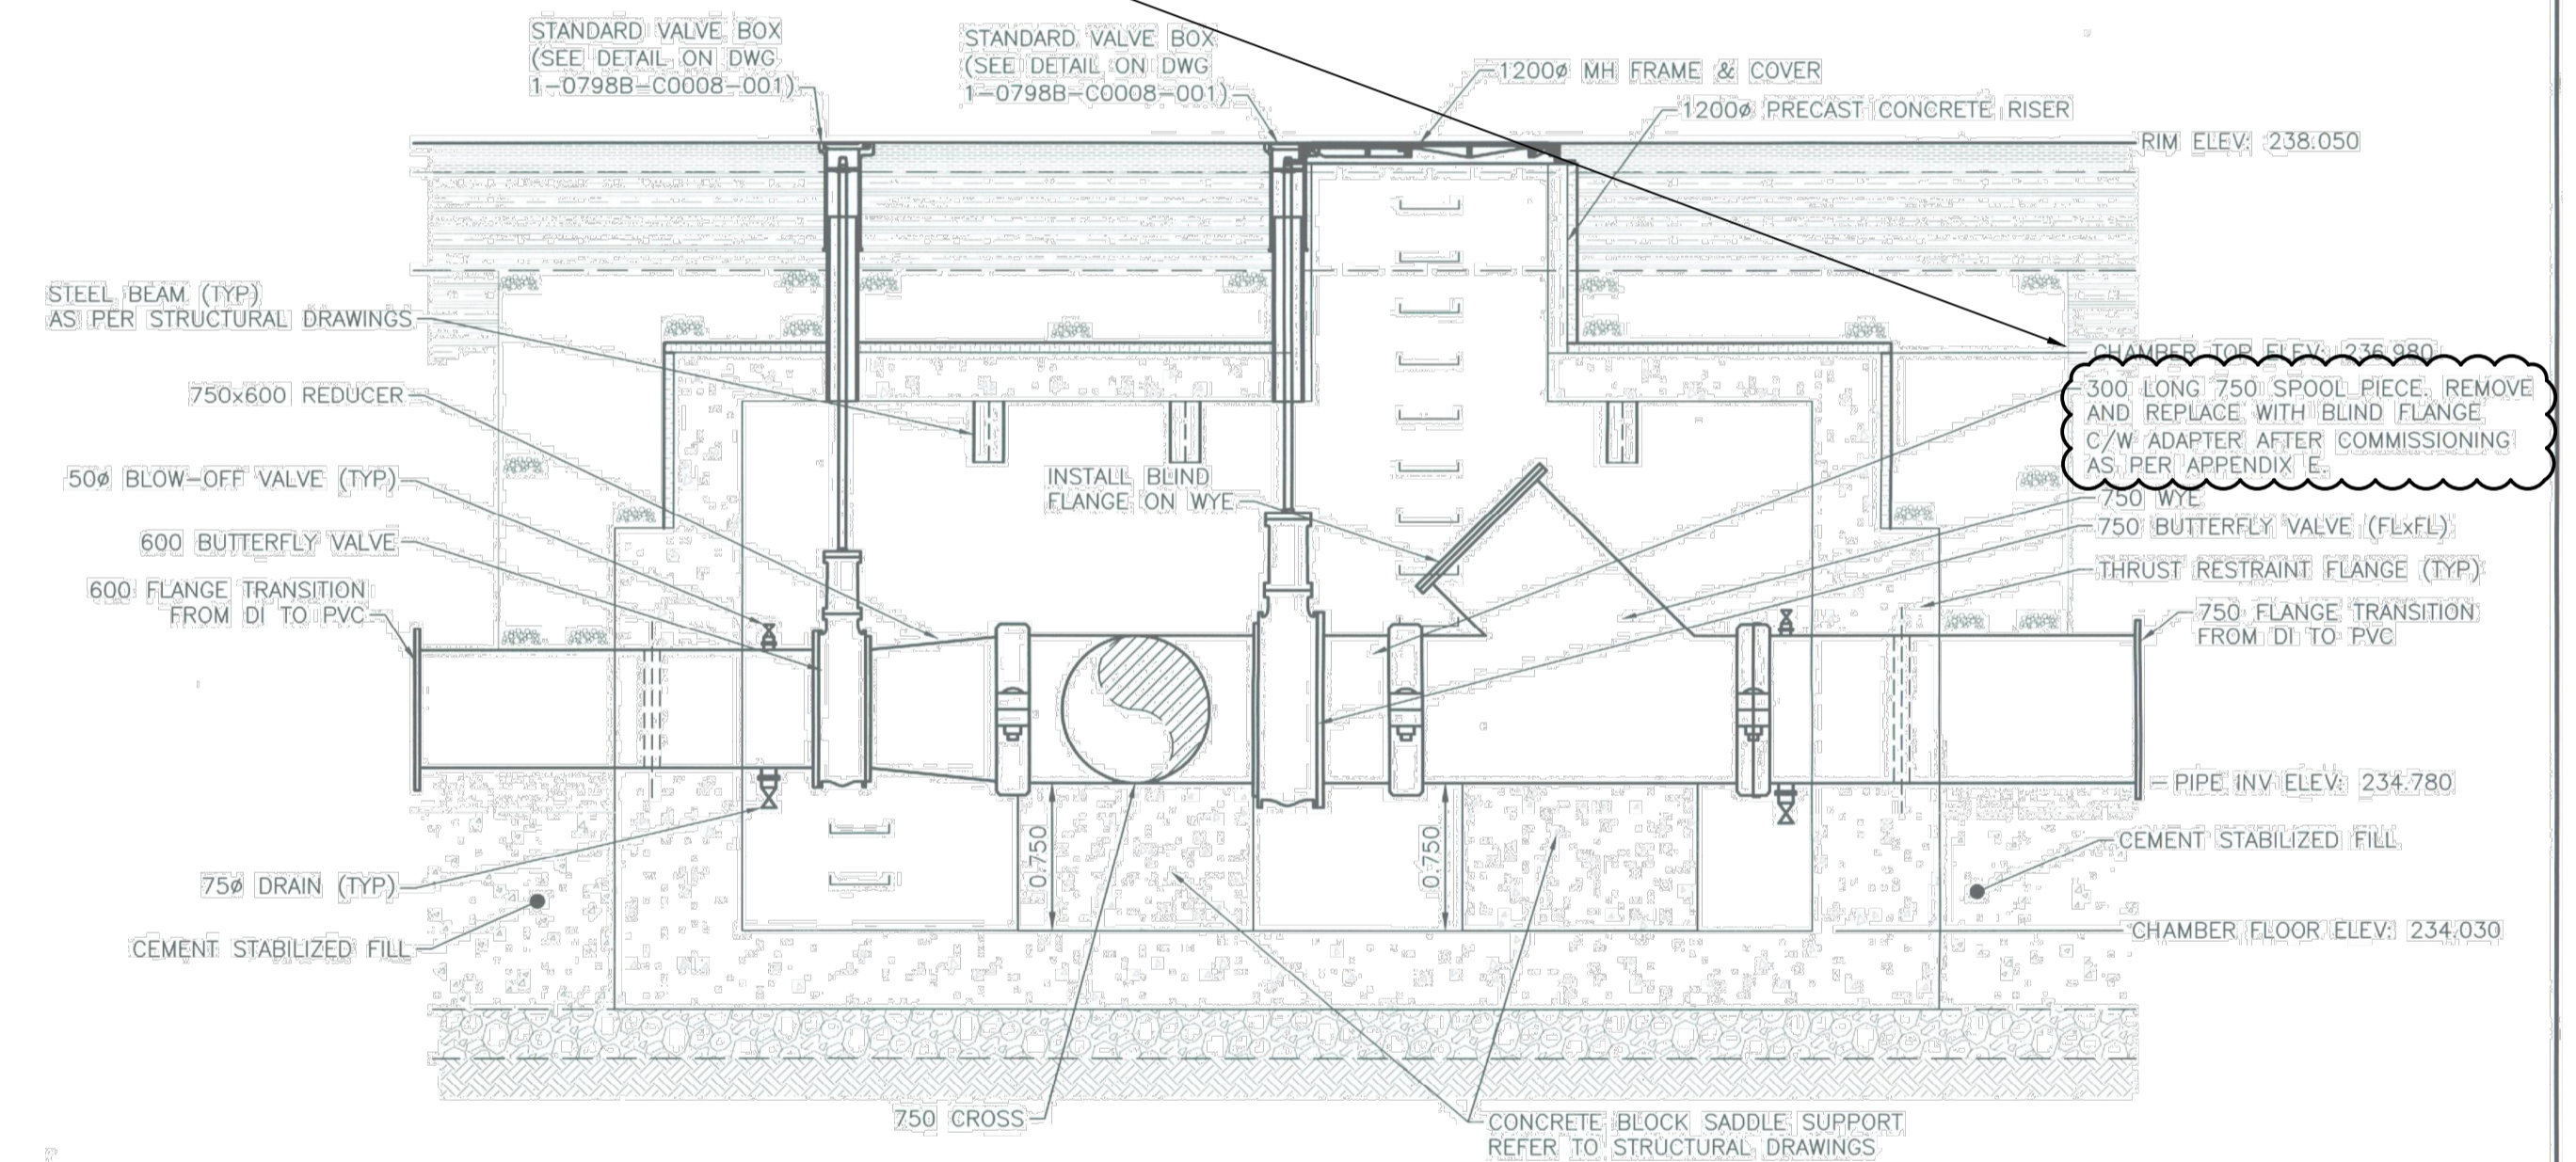 STANDARD VALVE BOX
(SEE DETAIL ON DWG
1-0798B-C0008-001)
STANDARD VALVE BOX
(SEE DETAIL ON DWG
1-0798B-C0008-001)
1200ø MH FRAME & COVER
1200ø PRECAST CONCRETE RISER
RIM ELEV: 238.050
STEEL BEAM (TYP)
AS PER STRUCTURAL DRAWINGS
750x600 REDUCER
50ø BLOW-OFF VALVE (TYP)
600 BUTTERFLY VALVE
600 FLANGE TRANSITION
FROM DI TO PVC
INSTALL BLIND
FLANGE ON WYE
CHAMBER TOP ELEV: 236.980
300 LONG 750 SPOOL PIECE. REMOVE
AND REPLACE WITH BLIND FLANGE
C/W ADAPTER AFTER COMMISSIONING
AS PER APPENDIX E.
750 WYE
750 BUTTERFLY VALVE (FLxFL)
THRUST RESTRAINT FLANGE (TYP)
750 FLANGE TRANSITION
FROM DI TO PVC
PIPE INV ELEV: 234.780
0.750
0.750
CEMENT STABILIZED FILL
75ø DRAIN (TYP)
CEMENT STABILIZED FILL
CHAMBER FLOOR ELEV: 234.030
750 CROSS
CONCRETE BLOCK SADDLE SUPPORT
REFER TO STRUCTURAL DRAWINGS